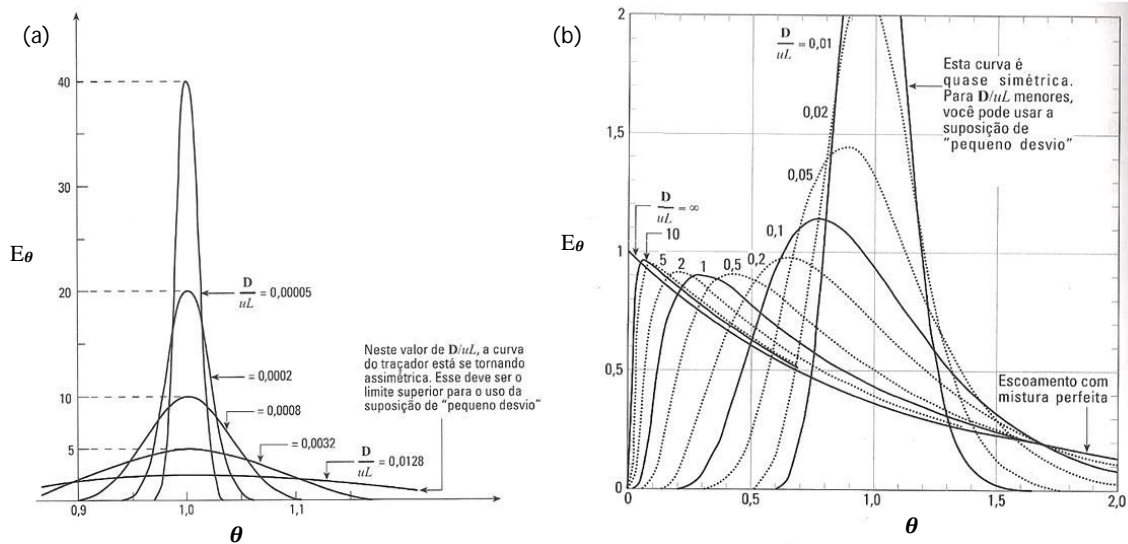 (a)
40
30
20
10
5
E_θ
D/uL = 0,00005
= 0,0002
= 0,0008
= 0,0032
D/uL = 0,0128
Neste valor de D/uL, a curva
do traçador está se tornando
assimétrica. Esse deve ser o
limite superior para o uso da
suposição de "pequeno desvio"
0,9
1,0
1,1
θ
(b)
2
1,5
1
0,5
0
E_θ
D/uL = 0,01
0,02
0,05
0,1
D/uL = ∞
10
5
2
1
0,5
0,2
Esta curva é
quase simétrica.
Para D/uL menores,
você pode usar a
suposição de
"pequeno desvio"
Escoamento com
mistura perfeita
0
0,5
1,0
1,5
2,0
θ